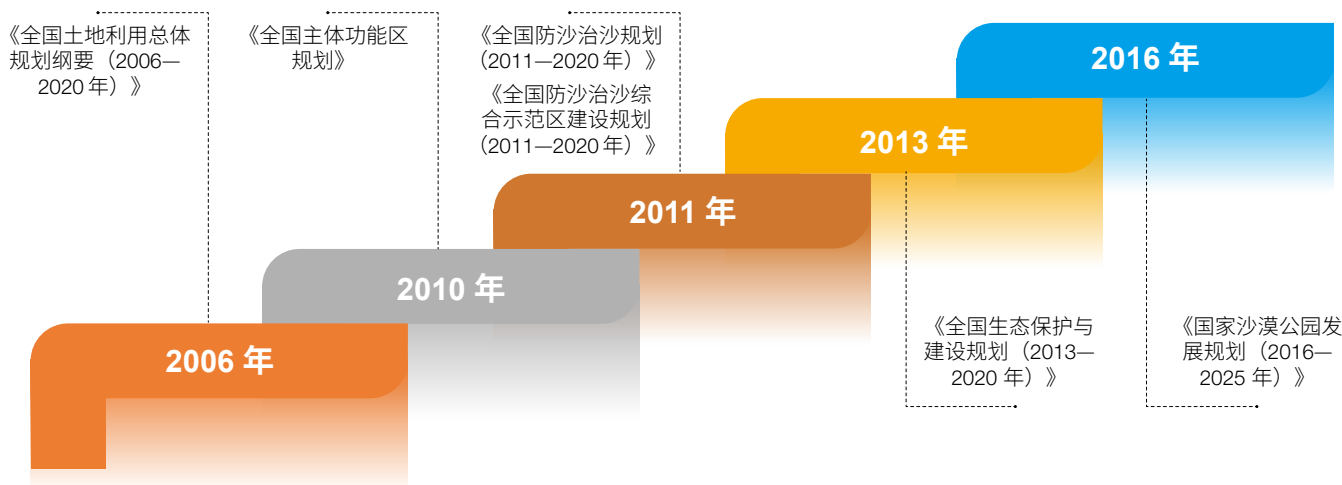 《全国土地利用总体
规划纲要（2006—
2020 年）》
《全国主体功能区
规划》
《全国防沙治沙规划
（2011—2020 年）》
《全国防沙治沙综
合示范区建设规划
（2011—2020 年）》
2016 年
2013 年
2011 年
2010 年
2006 年
《全国生态保护与
建设规划（2013—
2020 年）》
《国家沙漠公园发
展规划（2016—
2025 年）》